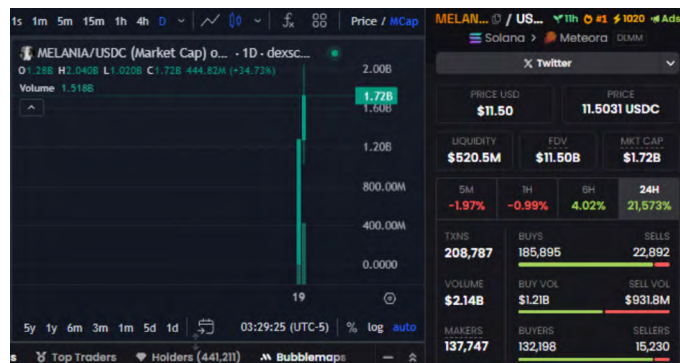 1s 1m 5m 15m 1h 4h D Price / MCap
MELANIA/USDC (Market Cap) o... · 1D · dexsc...
O1.28B H2.040B L1.020B C1.72B 444.82M (+34.73%)
Volume 1.518B
2.00B
1.72B
1.60B
1.20B
800.00M
400.00M
0.0000
19
5y 1y 6m 3m 1m 5d 1d 03:29:25 (UTC-5) % log auto
s Top Traders Holders (441,211) Bubblemaps
MELAN... / US... 11h #1 1020 Ads
Solana > Meteora DLMM
X Twitter
PRICE USD PRICE
$11.50 11.5031 USDC
LIQUIDITY FDV MKT CAP
$520.5M $11.50B $1.72B
5M 1H 6H 24H
-1.97% -0.99% 4.02% 21,573%
TXNS BUYS SELLS
208,787 185,895 22,892
VOLUME BUY VOL SELL VOL
$2.14B $1.21B $931.8M
MAKERS BUYERS SELLERS
137,747 132,198 15,230